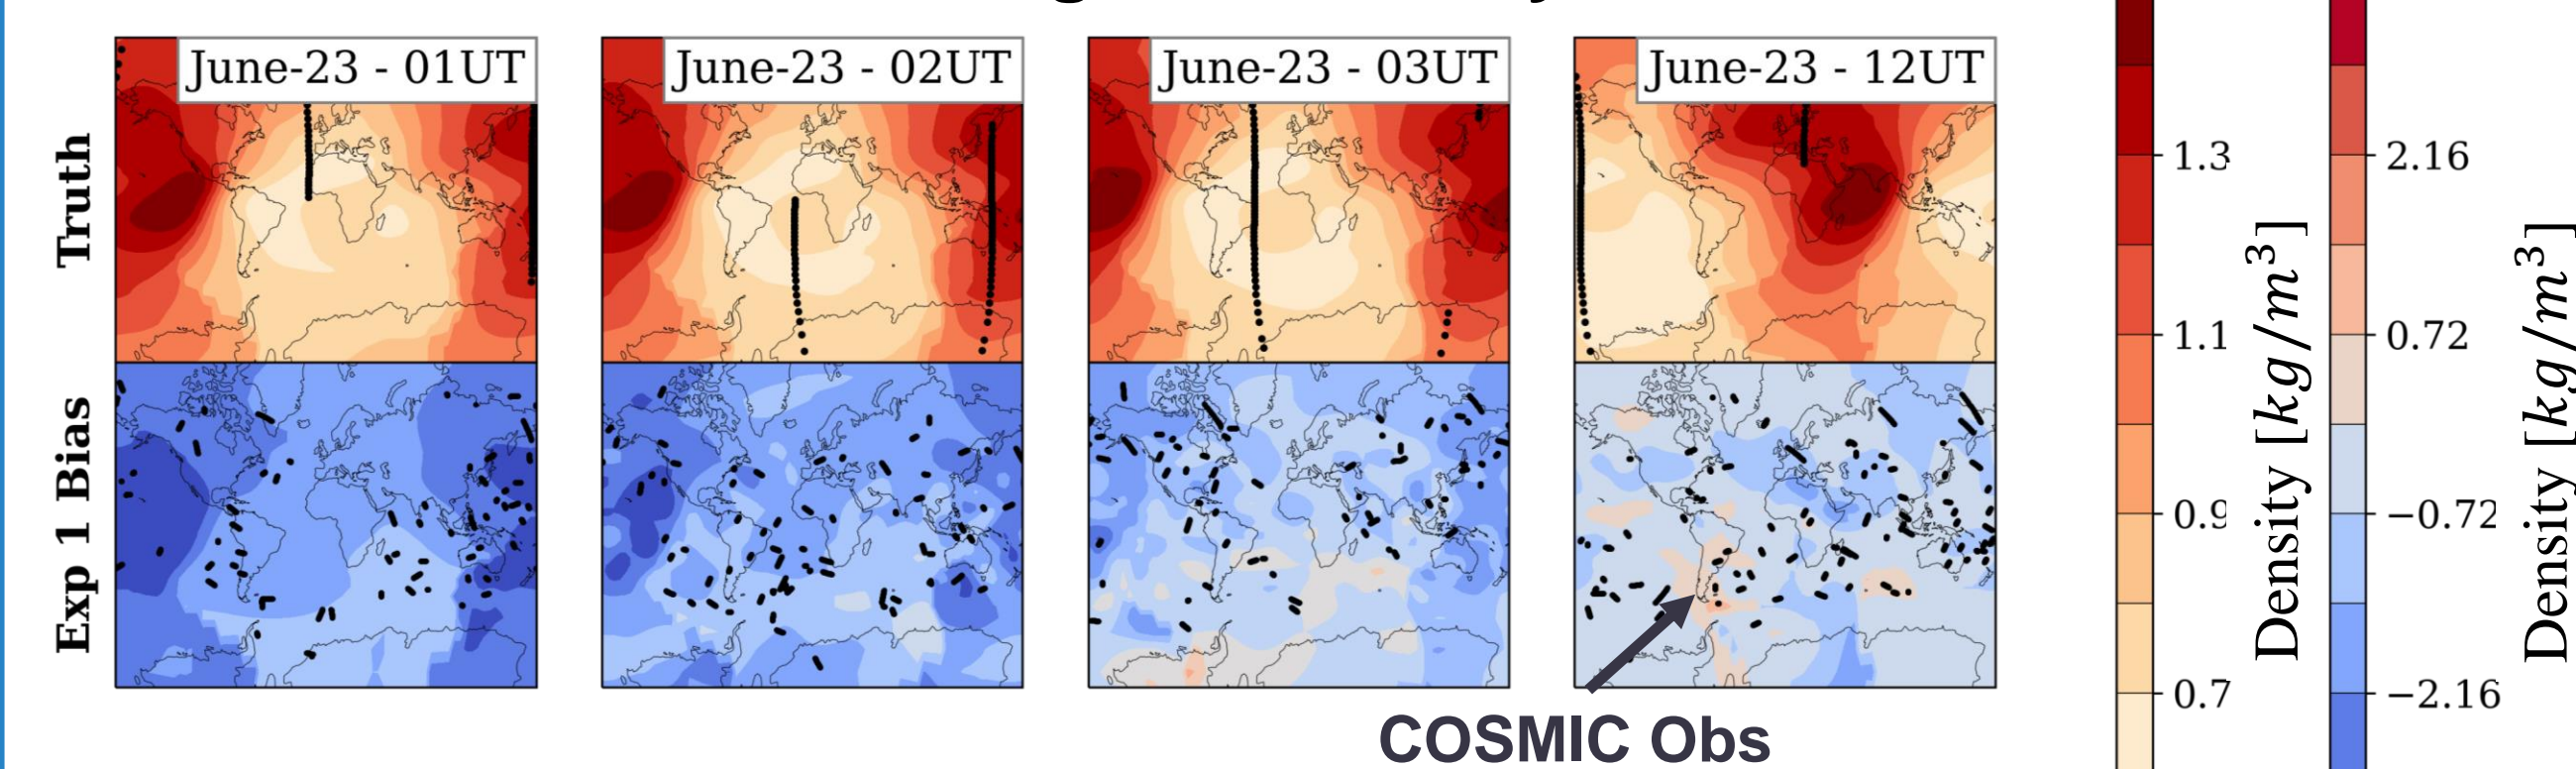 June-23 - 01UT
June-23 - 02UT
June-23 - 03UT
June-23 - 12UT
Truth
Exp 1 Bias
COSMIC Obs
1.3
1.1
0.9
0.7
Density [kg/m³]
2.16
0.72
−0.72
−2.16
Density [kg/m³]